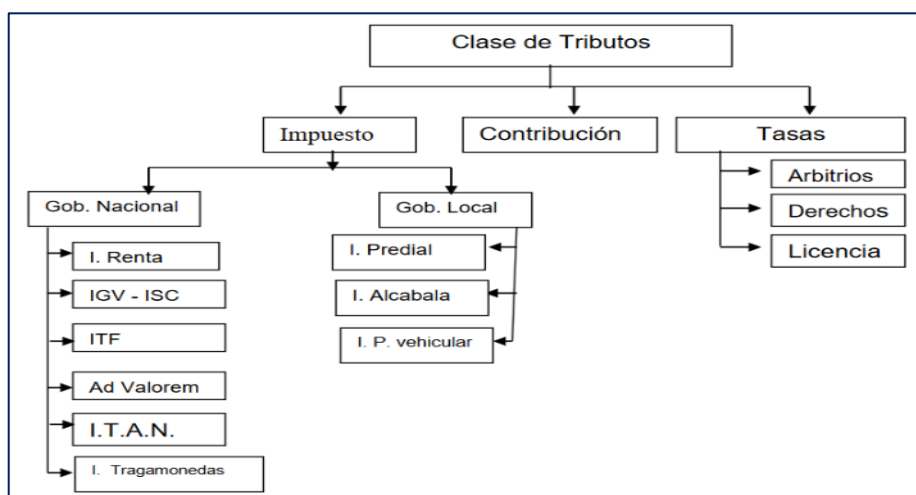 Clase de Tributos
Impuesto
Contribución
Tasas
Gob. Nacional
I. Renta
IGV - ISC
ITF
Ad Valorem
I.T.A.N.
I. Tragamonedas
Gob. Local
I. Predial
I. Alcabala
I. P. vehicular
Arbitrios
Derechos
Licencia